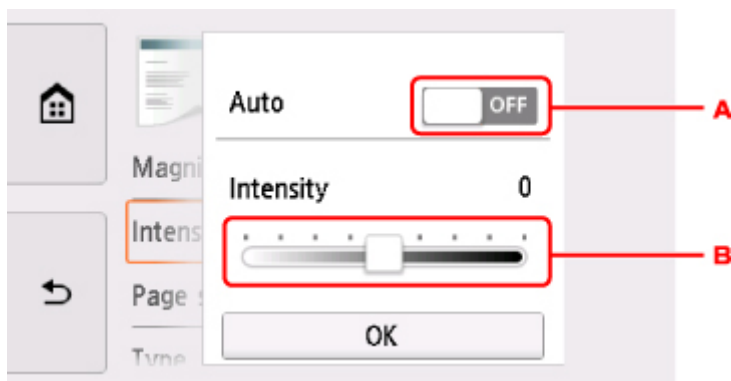 Auto
OFF
A
Magni
Intensity
0
Intens
B
Page s
OK
Type